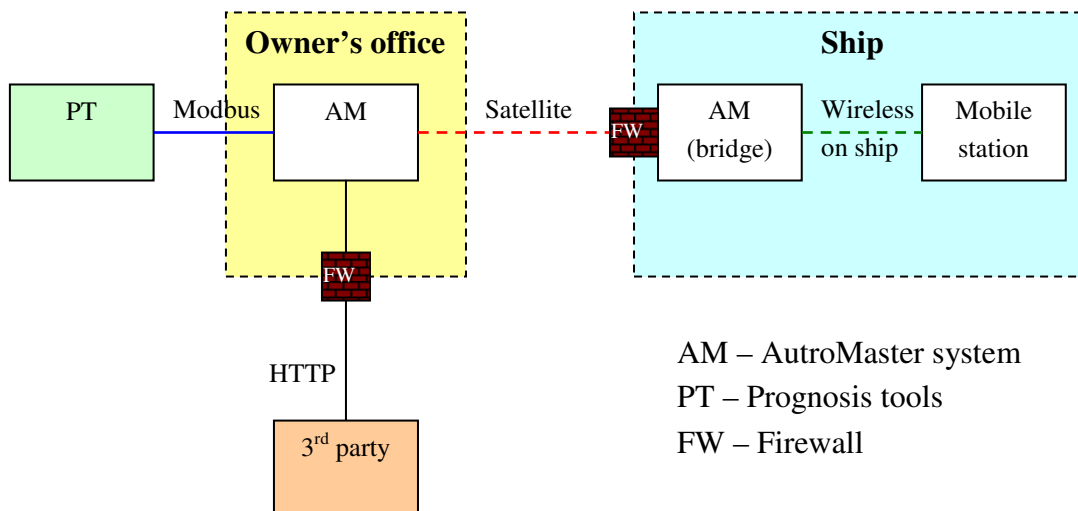 Owner’s office
Ship
PT
Modbus
AM
Satellite
FW
AM
(bridge)
Wireless
on ship
Mobile
station
FW
HTTP
3rd party
AM – AutroMaster system
PT – Prognosis tools
FW – Firewall